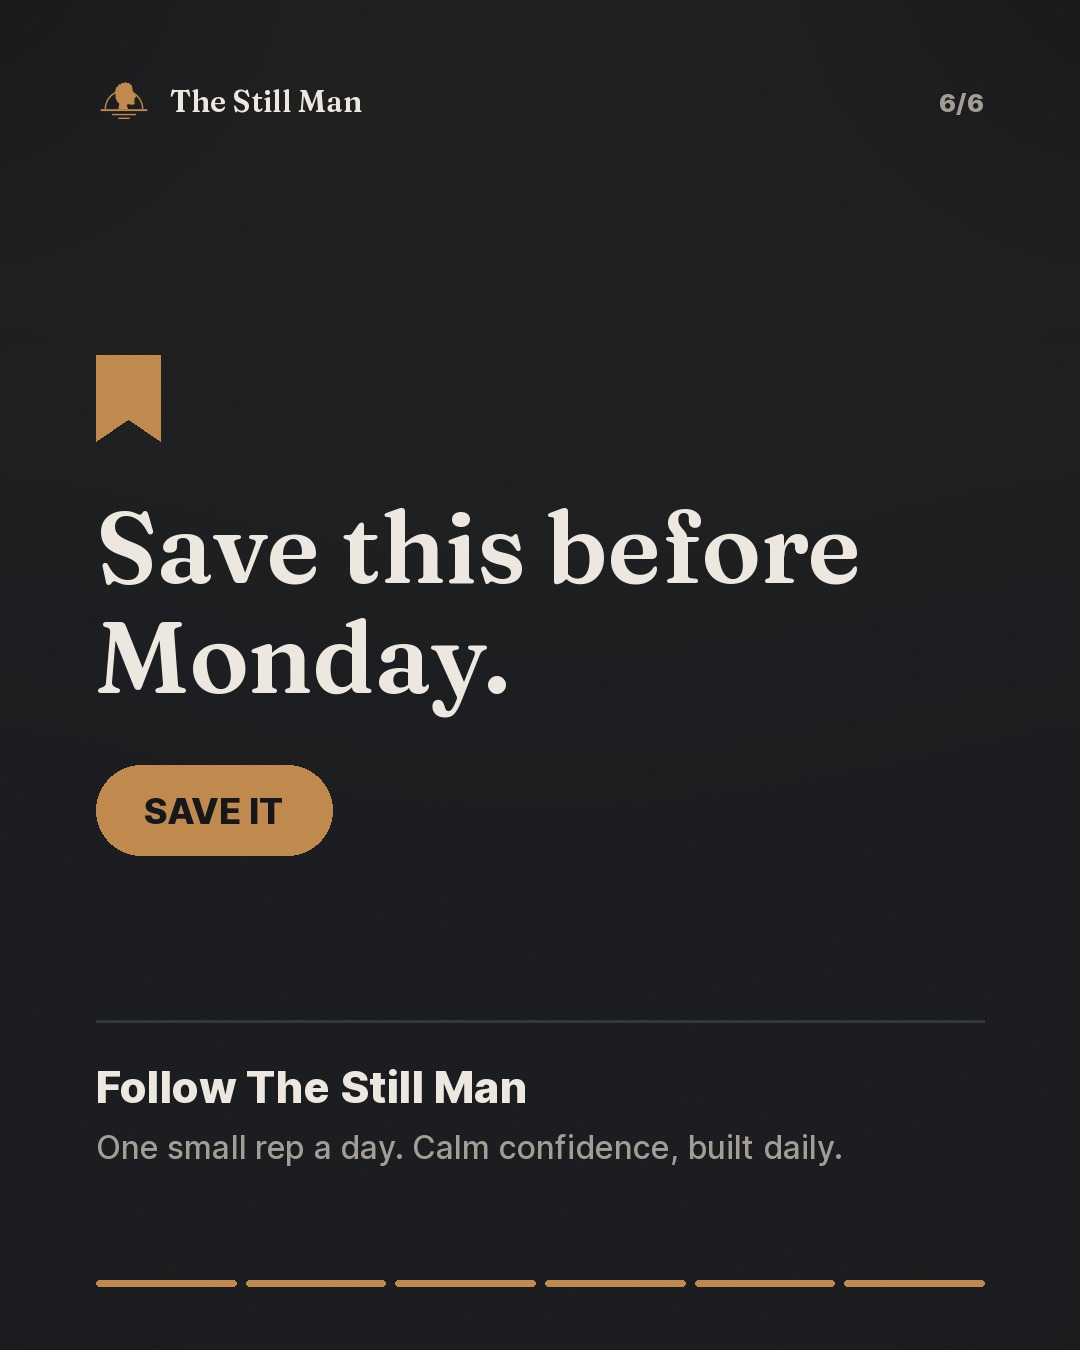 The Still Man
6/6
Save this before
Monday.
SAVE IT
Follow The Still Man
One small rep a day. Calm confidence, built daily.